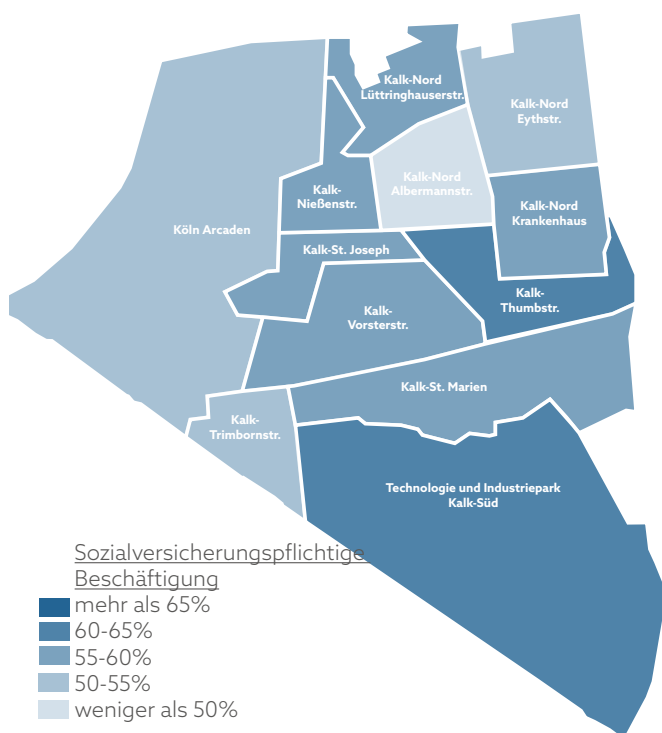 Kalk-Nord
Lüttringhauserstr.
Kalk-Nord
Eythstr.
Kalk-Nord
Albermannstr.
Kalk-
Nießenstr.
Kalk-Nord
Krankenhaus
Köln Arcaden
Kalk-St. Joseph
Kalk-
Thumbstr.
Kalk-
Vorsterstr.
Kalk-St. Marien
Kalk-
Trimbornstr.
Technologie und Industriepark
Kalk-Süd
Sozialversicherungspflichtige
Beschäftigung
mehr als 65%
60-65%
55-60%
50-55%
weniger als 50%